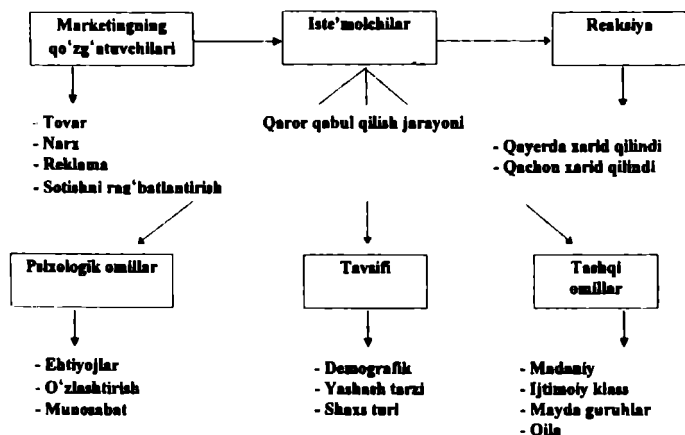 Marketingning
qo‘zg‘atuvchilari
Iste’molchilar
Reaksiya
- Tovar
- Narx
- Reklama
- Sotishni rag‘batlantirish
Qaror qabul qilish jarayoni
- Qayerda xarid qilindi
- Qachon xarid qilindi
Psixologik omillar
Tavsifi
Tashqi
omillar
- Ehtiyojlar
- O‘zlashtirish
- Munosabat
- Demografik
- Yashash tarzi
- Shaxs turi
- Madaniy
- Ijtimoiy klass
- Mayda guruhlar
- Oila